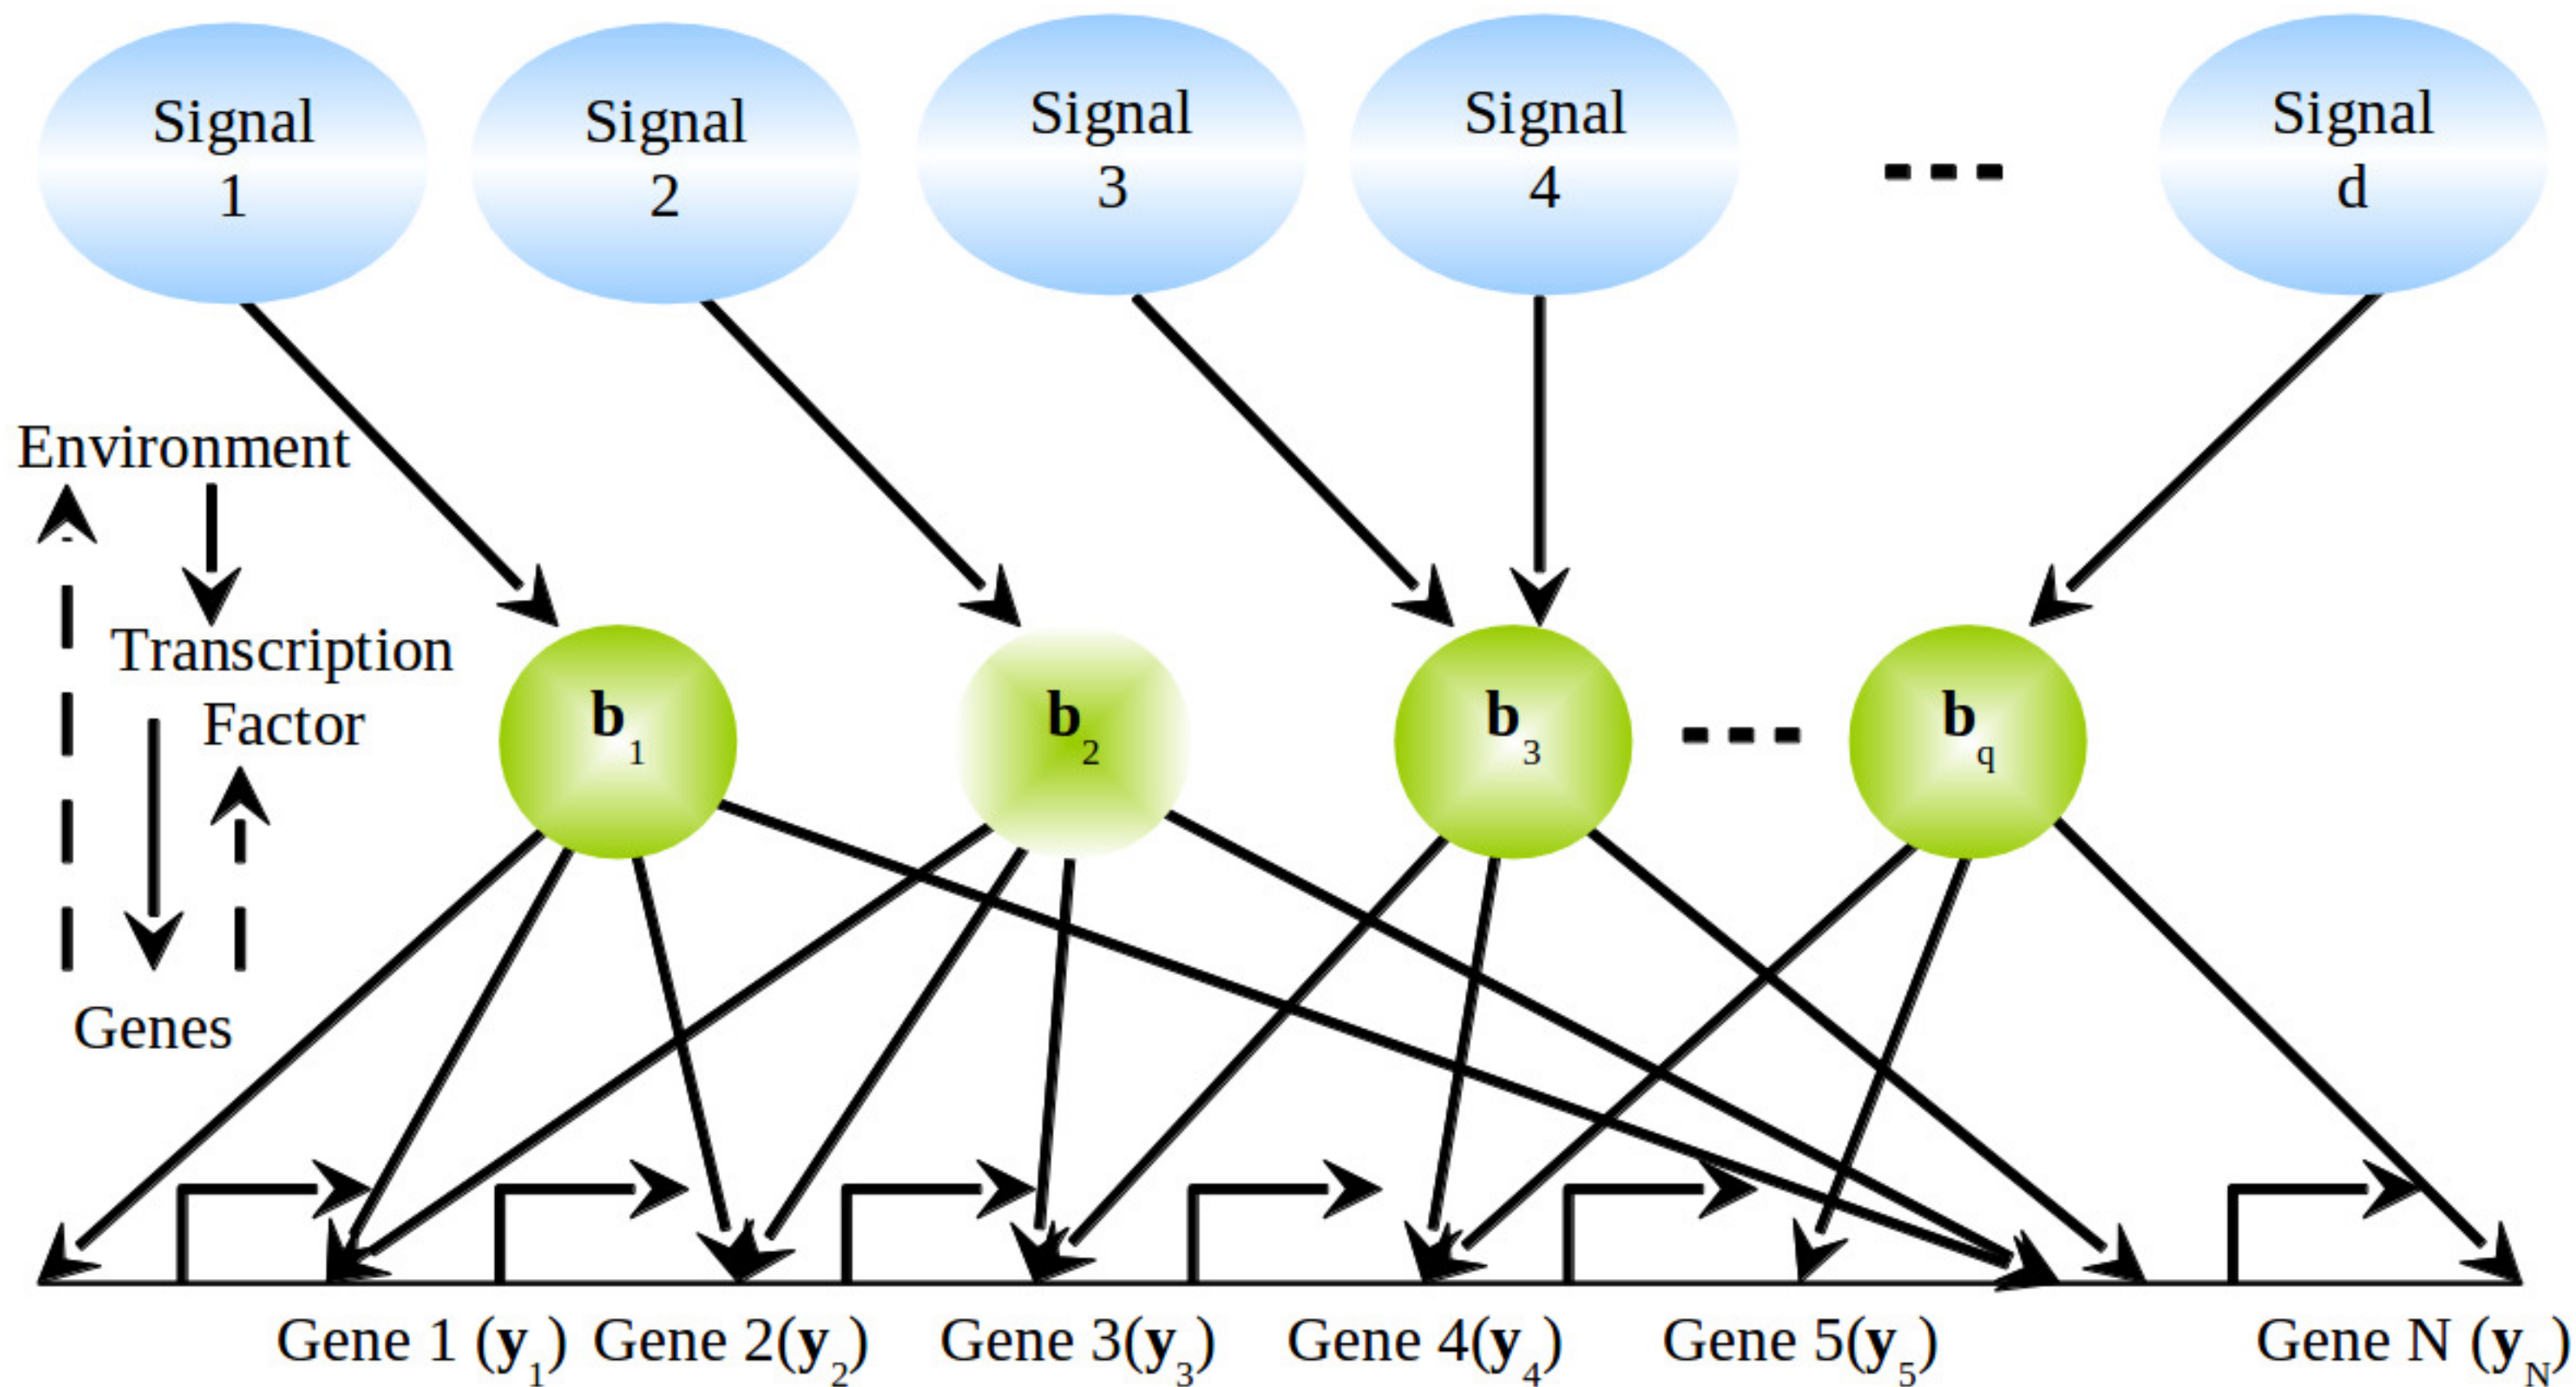 Signal
1
Signal
2
Signal
3
Signal
4
Signal
d
Environment
Transcription
Factor
Genes
b1
b2
b3
bq
Gene 1 (y1)
Gene 2(y2)
Gene 3(y3)
Gene 4(y4)
Gene 5(y5)
Gene N (yN)